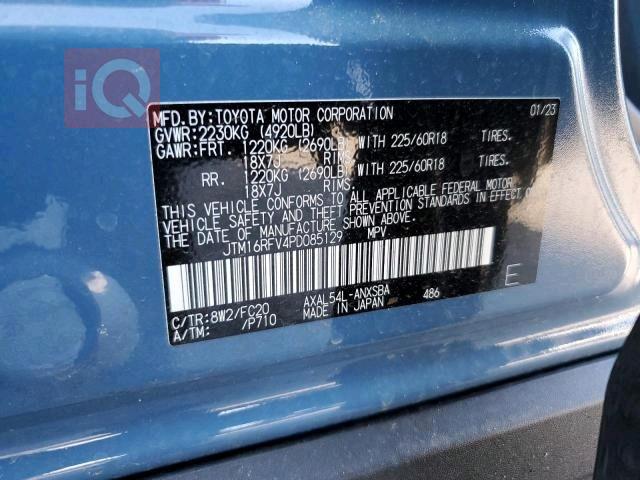 iQ
MFD.BY:TOYOTA MOTOR CORPORATION 01/23
GVWR:2230KG (4920LB)
GAWR:FRT. 1220KG (2690LB) WITH 225/60R18 TIRES.
18X7J RIMS.
RR. 1220KG (2690LB) WITH 225/60R18 TIRES.
18X7J RIMS.
THIS VEHICLE CONFORMS TO ALL APPLICABLE FEDERAL MOTOR
VEHICLE SAFETY AND THEFT PREVENTION STANDARDS IN EFFECT ON
THE DATE OF MANUFACTURE SHOWN ABOVE.
JTM16RFV4PD085129 MPV
E
C/TR:8W2/FC20 AXAL54L-ANXSBA 486
A/TM: /P710 MADE IN JAPAN